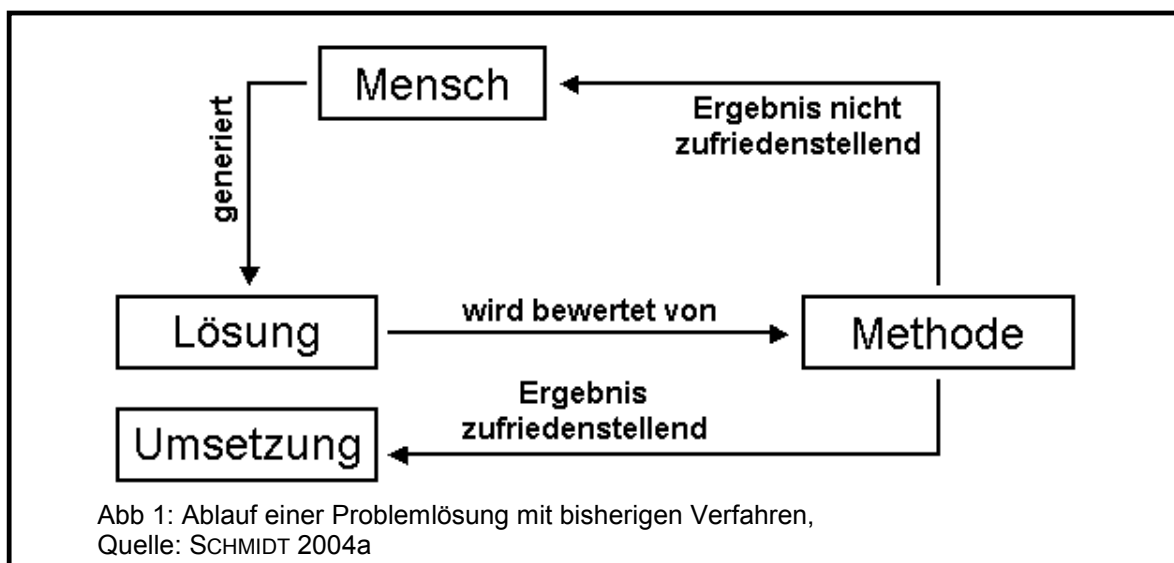 Mensch
Ergebnis nicht
zufriedenstellend
generiert
Lösung
wird bewertet von
Methode
Ergebnis
zufriedenstellend
Umsetzung
Abb 1: Ablauf einer Problemlösung mit bisherigen Verfahren,
Quelle: SCHMIDT 2004a